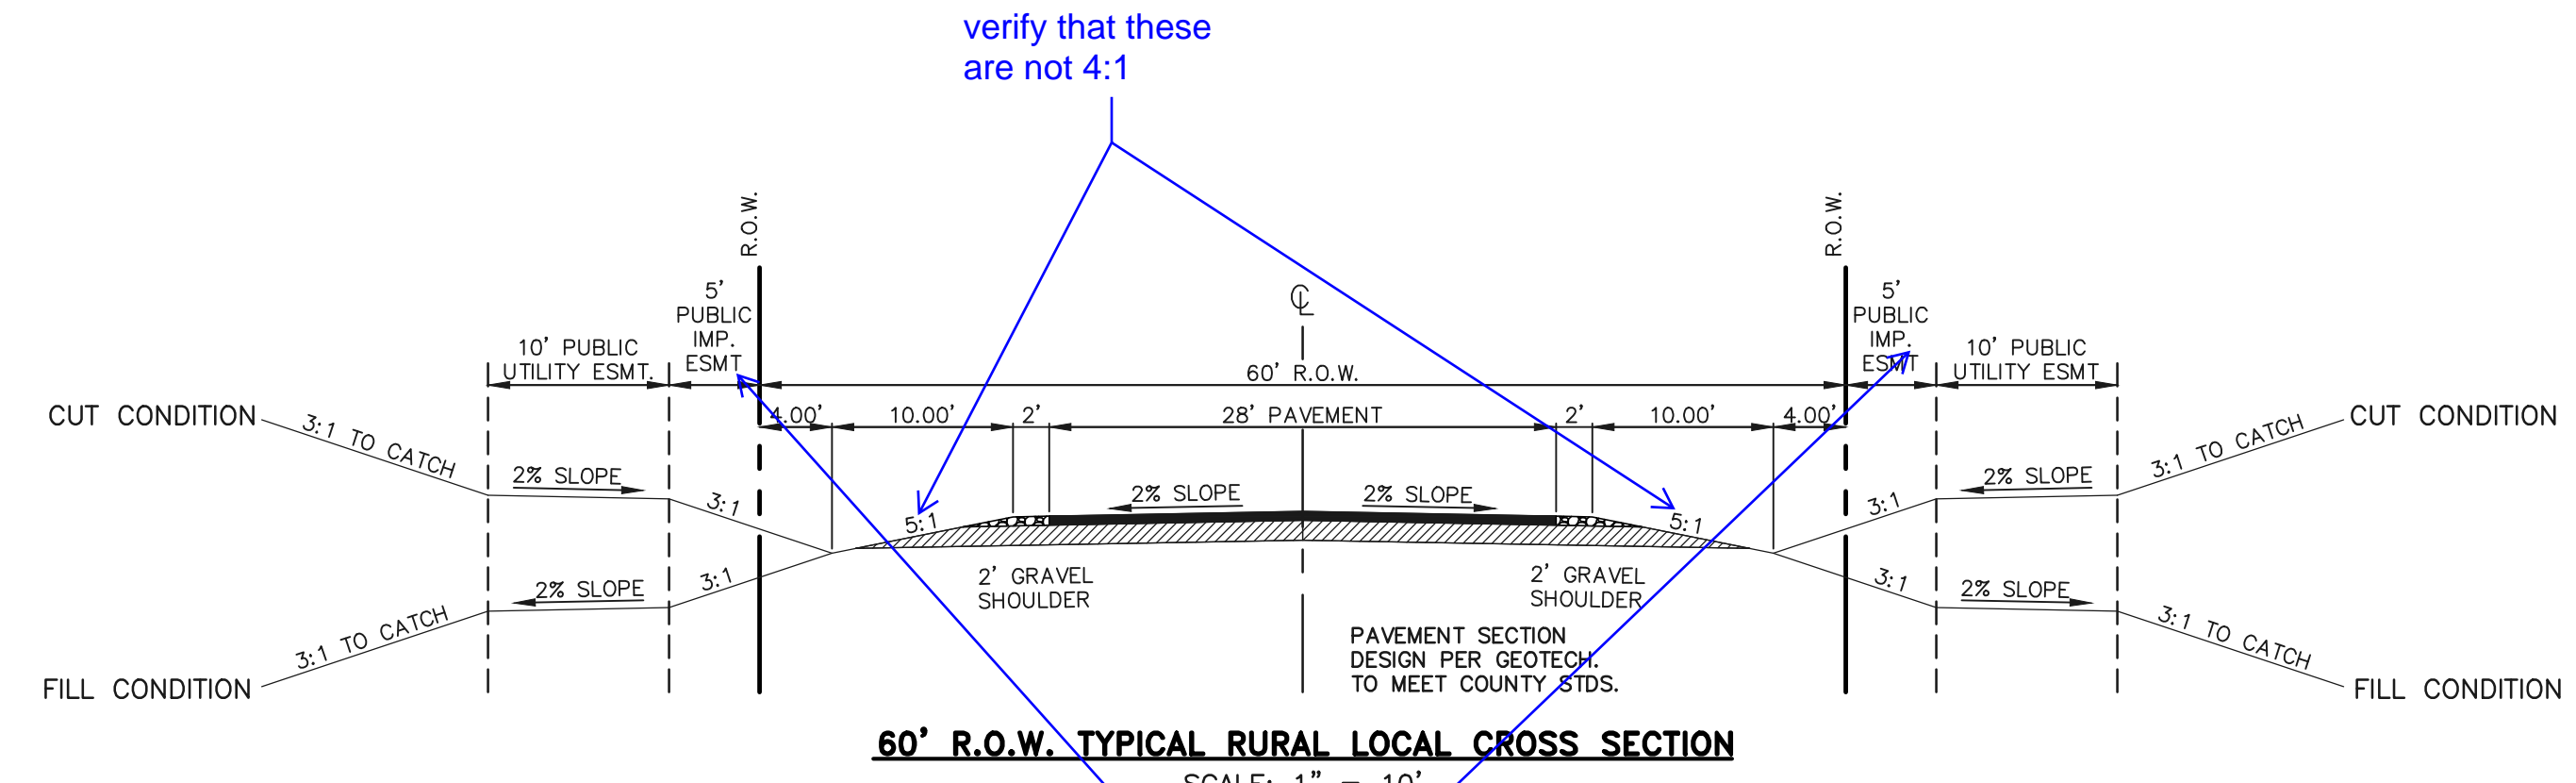 verify that these
are not 4:1
R.O.W.
R.O.W.
5'
PUBLIC
IMP.
ESMT
5'
PUBLIC
IMP.
ESMT
10' PUBLIC
UTILITY ESMT.
10' PUBLIC
UTILITY ESMT
℄
60' R.O.W.
4.00' 10.00' 2' 28' PAVEMENT 2' 10.00' 4.00'
CUT CONDITION
CUT CONDITION
3:1 TO CATCH
2% SLOPE
3:1
5:1
2% SLOPE
2% SLOPE
5:1
3:1
2% SLOPE
3:1 TO CATCH
3:1 TO CATCH
2% SLOPE
3:1
2' GRAVEL
SHOULDER
2' GRAVEL
SHOULDER
3:1
2% SLOPE
3:1 TO CATCH
PAVEMENT SECTION
DESIGN PER GEOTECH.
TO MEET COUNTY STDS.
FILL CONDITION
FILL CONDITION
60' R.O.W. TYPICAL RURAL LOCAL CROSS SECTION
SCALE: 1" = 10'